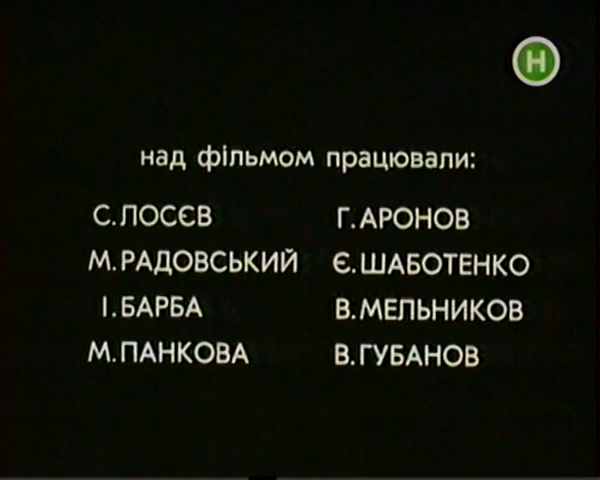 Н
над фільмом працювали:
С.ЛОСЄВ
М.РАДОВСЬКИЙ
І.БАРБА
М.ПАНКОВА
Г.АРОНОВ
Є.ШАБОТЕНКО
В.МЕЛЬНИКОВ
В.ГУБАНОВ